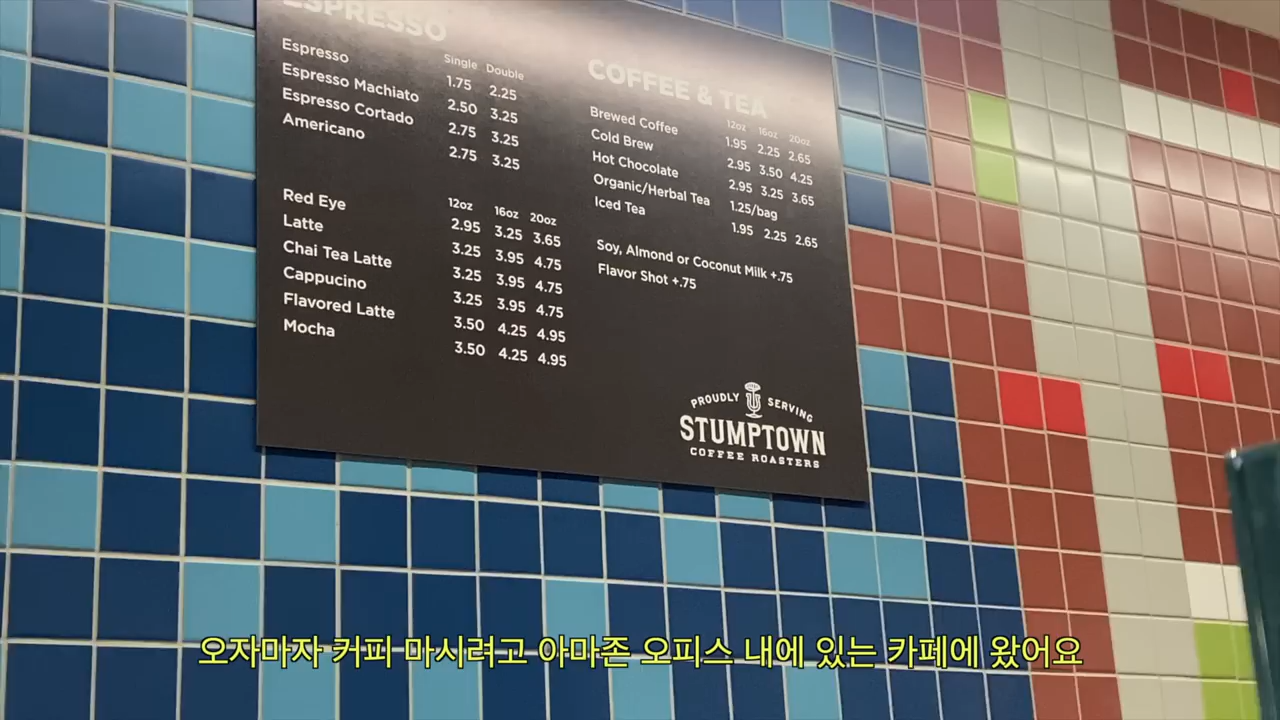 ESPRESSO
Single Double
Espresso 1.75 2.25
Espresso Machiato 2.50 3.25
Espresso Cortado 2.75 3.25
Americano 2.75 3.25
12oz 16oz 20oz
Red Eye 2.95 3.25 3.65
Latte 3.25 3.95 4.75
Chai Tea Latte 3.25 3.95 4.75
Cappucino 3.25 3.95 4.75
Flavored Latte 3.50 4.25 4.95
Mocha 3.50 4.25 4.95
COFFEE & TEA
12oz 16oz 20oz
Brewed Coffee 1.95 2.25 2.65
Cold Brew 2.95 3.50 4.25
Hot Chocolate 2.95 3.25 3.65
Organic/Herbal Tea 1.25/bag
Iced Tea 1.95 2.25 2.65
Soy, Almond or Coconut Milk +.75
Flavor Shot +.75
PROUDLY SERVING
STUMPTOWN
COFFEE ROASTERS
오자마자 커피 마시려고 아마존 오피스 내에 있는 카페에 왔어요